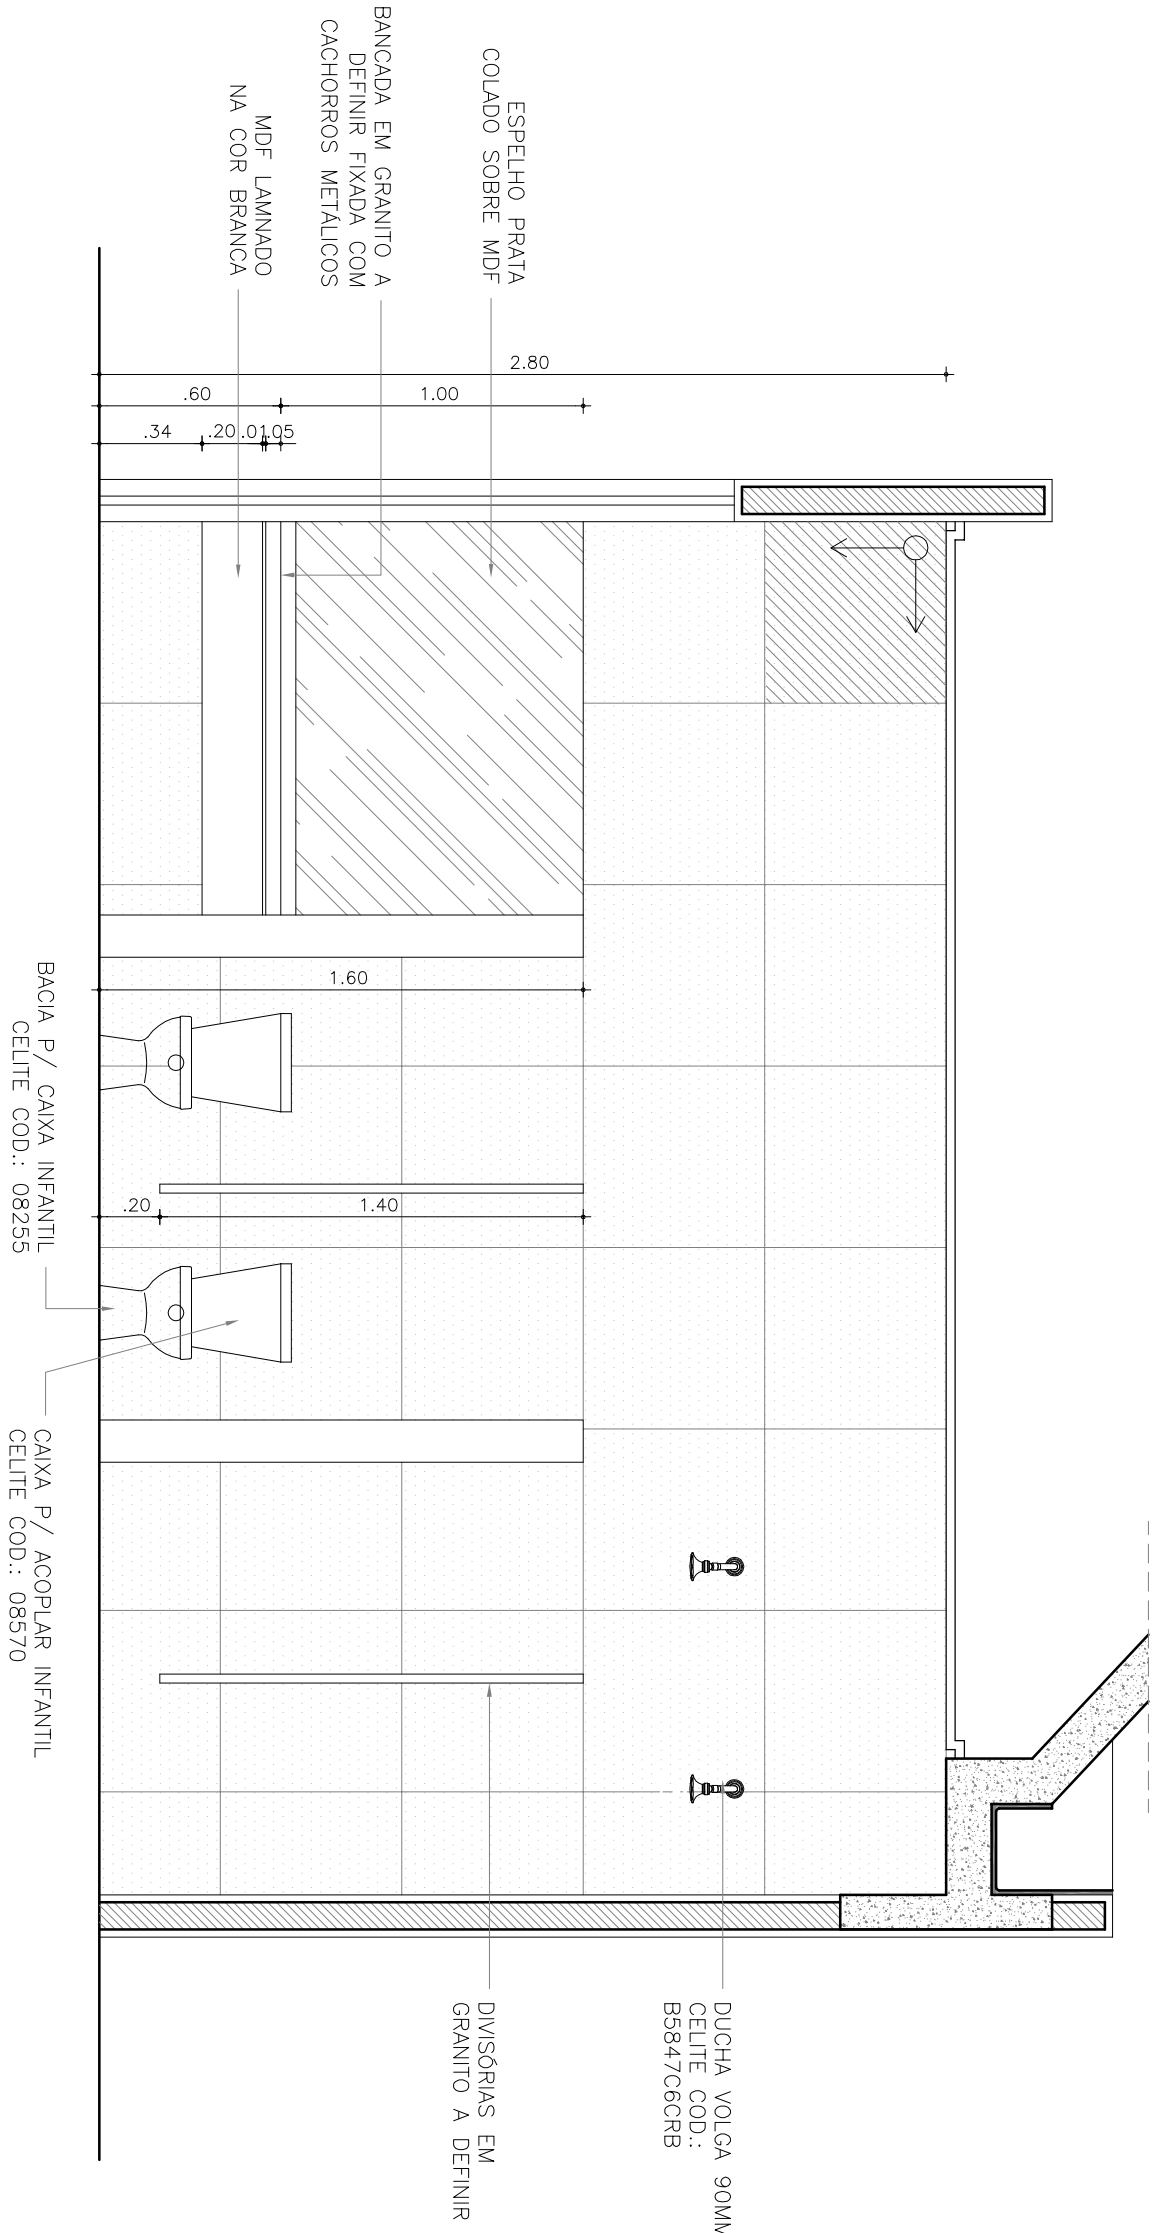 ESPELHO PRATA
COLADO SOBRE MDF
BANCADA EM GRANITO A
DEFINIR FIXADA COM
CACHORROS METÁLICOS
MDF LAMNADO
NA COR BRANCA
2.80
1.00
.60
.05
.01
.20
.34
1.60
1.40
.20
BACIA P/ CAIXA INFANTIL
CELITE COD.: 08255
CAIXA P/ ACOPLAR INFANTIL
CELITE COD.: 08570
DUCHA VOLGA 90MM
CELITE COD.:
B5847C6CRB
DIVISÓRIAS EM
GRANITO A DEFINIR